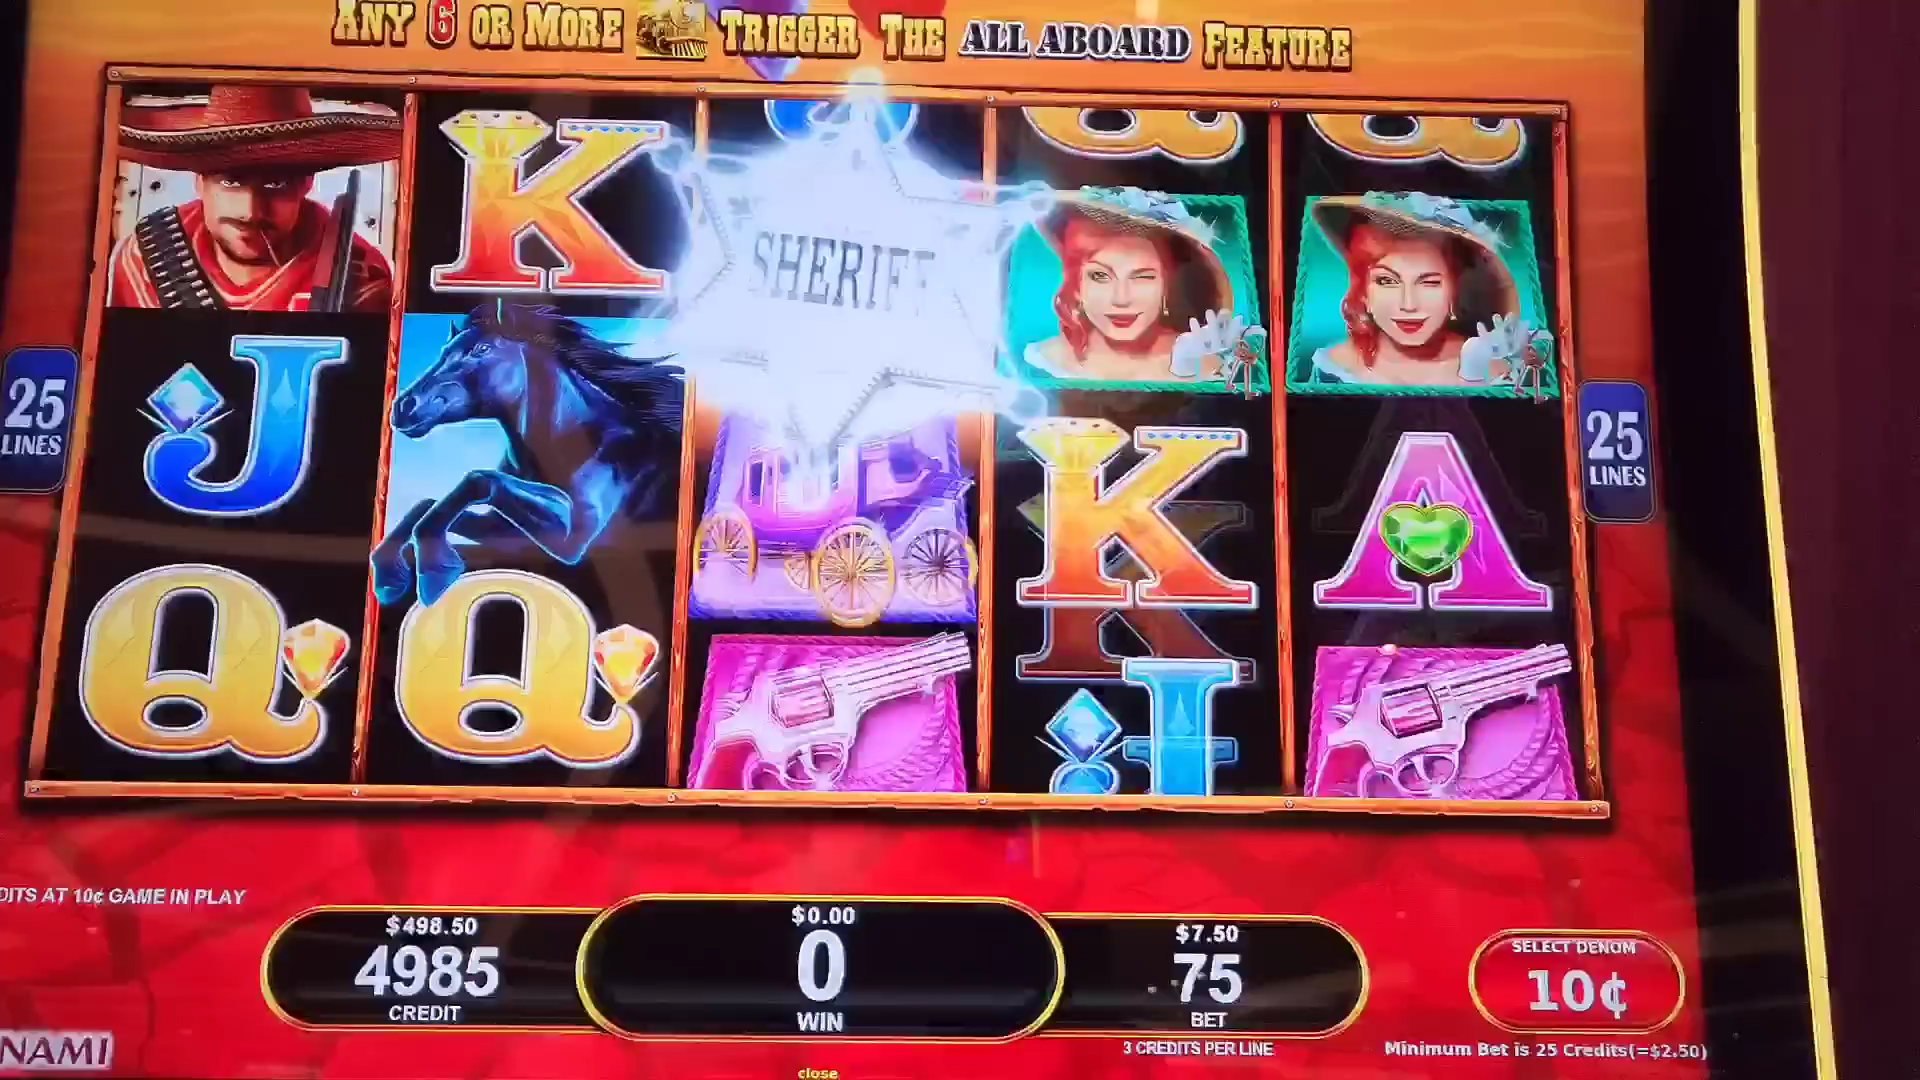 ANY 6 OR MORE TRIGGER THE ALL ABOARD FEATURE
K
SHERIFF
Q
Q
J
25
LINES
K
A
25
LINES
Q
Q
J
DITS AT 10¢ GAME IN PLAY
$498.50
4985
CREDIT
$0.00
0
WIN
$7.50
75
BET
3 CREDITS PER LINE
SELECT DENOM
10¢
Minimum Bet is 25 Credits(=$2.50)
NAMI
close